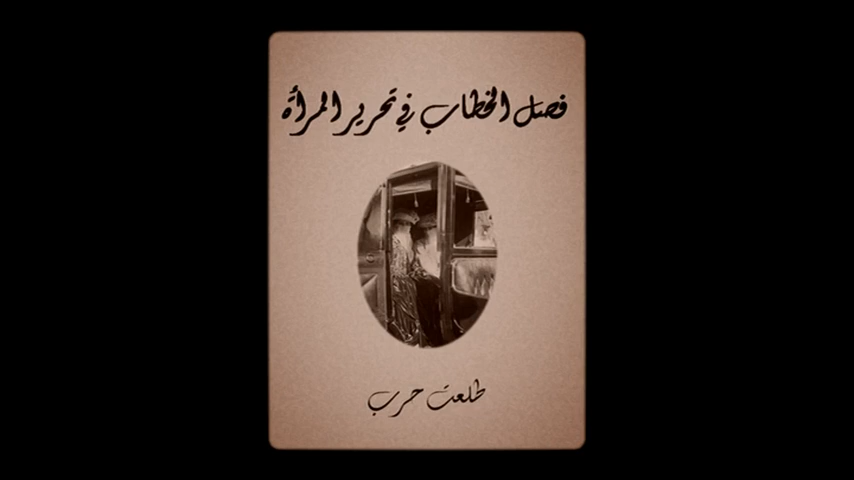 فصل الخطاب في تحرير المرأة
طلعت حرب